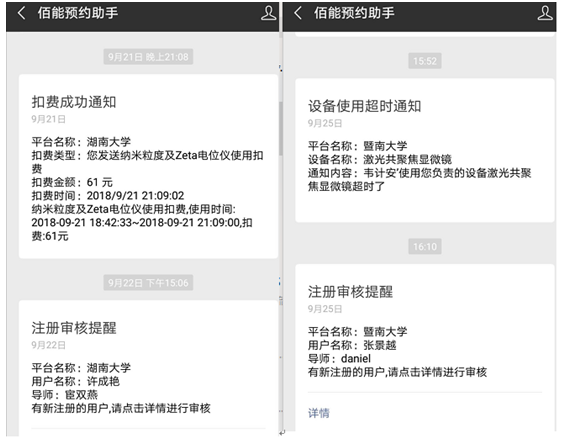 佰能预约助手
9月21日 晚上21:08
扣费成功通知
9月21日
平台名称：湖南大学
扣费类型：您发送纳米粒度及Zeta电位仪使用扣
费
扣费金额：61 元
扣费时间：2018/9/21 21:09:02
纳米粒度及Zeta电位仪使用扣费,使用时间:
2018-09-21 18:42:33~2018-09-21 21:09:00,扣
费:61元
9月22日 下午15:06
注册审核提醒
9月22日
平台名称：湖南大学
用户名称：许成艳
导师：宦双燕
有新注册的用户,请点击详情进行审核
佰能预约助手
15:52
设备使用超时通知
9月25日
平台名称：暨南大学
设备名称：激光共聚焦显微镜
通知内容：韦计安'使用您负责的设备激光共聚
焦显微镜超时了
16:10
注册审核提醒
9月25日
平台名称：暨南大学
用户名称：张景越
导师：daniel
有新注册的用户,请点击详情进行审核
详情